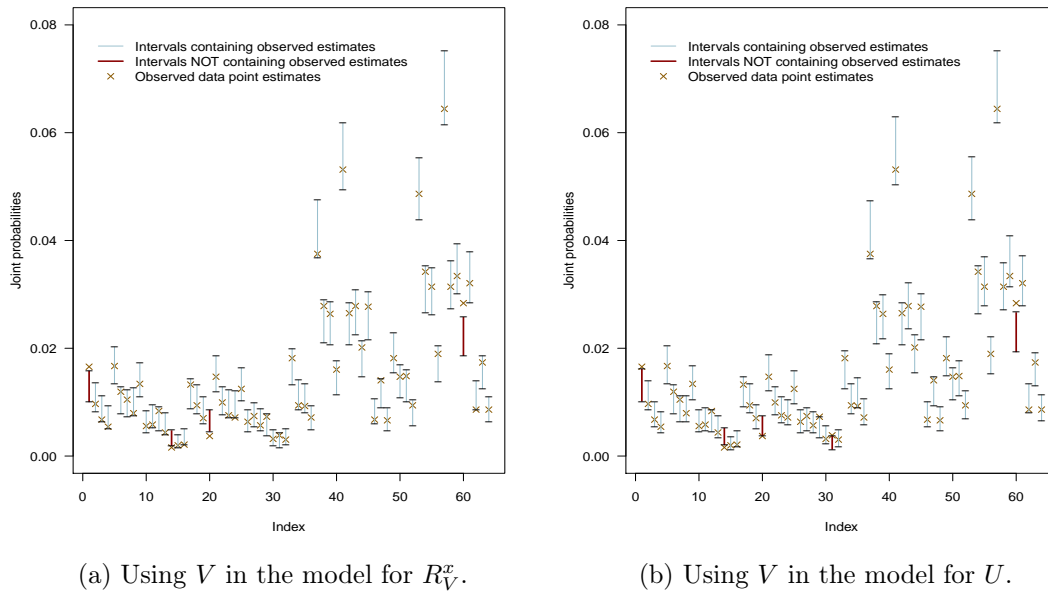 0.08
0.06
0.04
0.02
0.00
Joint probabilities
Intervals containing observed estimates
Intervals NOT containing observed estimates
Observed data point estimates
0 10 20 30 40 50 60
Index
(a) Using V in the model for R_V^x.
0.08
0.06
0.04
0.02
0.00
Joint probabilities
Intervals containing observed estimates
Intervals NOT containing observed estimates
Observed data point estimates
0 10 20 30 40 50 60
Index
(b) Using V in the model for U.